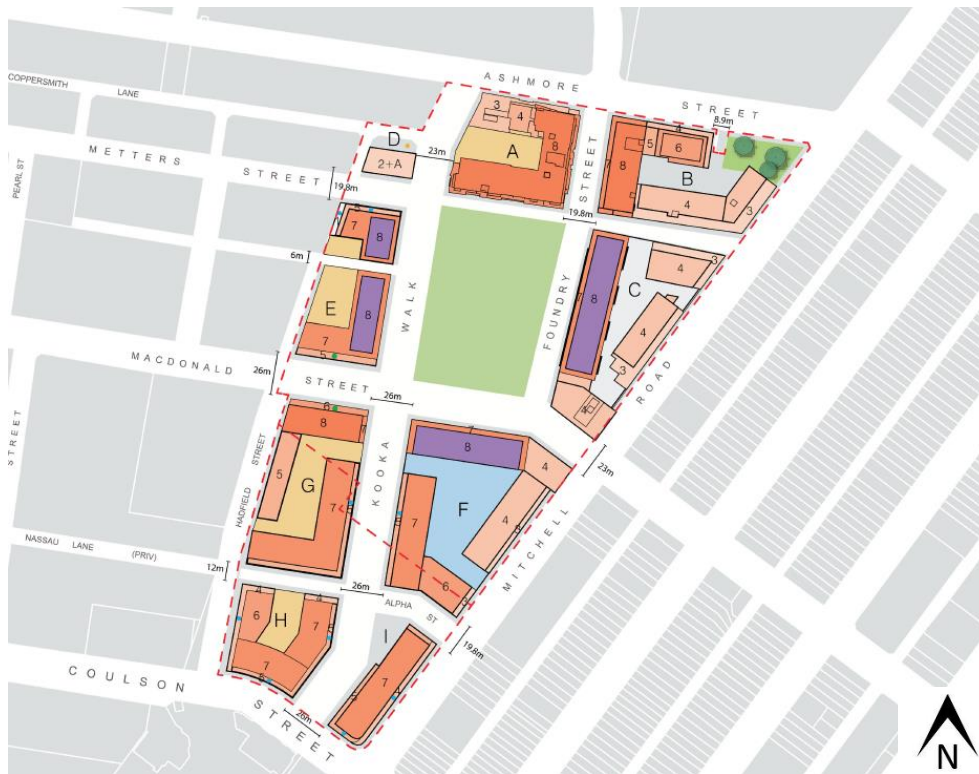 ASHMORE
STREET
COPPERSMITH
LANE
METTERS
STREET
PEARL ST
3
4
8
A
23m
D
2+A
19.8m
8.9m
4
5
6
8
7
B
4
3
STREET
19.8m
5
7
8
6m
E
8
7
5
WALK
FOUNDRY
8
C
4
3
4
3
4
ROAD
MACDONALD
STREET
26m
26m
STREET
6
8
5
G
7
HADFIELD
STREET
KOOKA
7
8
4
F
7
4
6
3
23m
MITCHELL
NASSAU LANE (PRIV)
12m
26m
ALPHA ST
19.8m
4
4
6
H
7
7
I
7
4
5
COULSON
STREET
26m
N